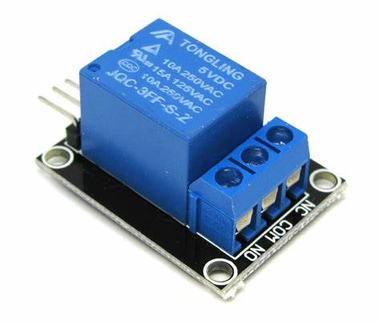 TONGLING
5VDC
10A 250VAC
15A 125VAC
10A 250VAC
JQC-3FF-S-Z
NC COM NO